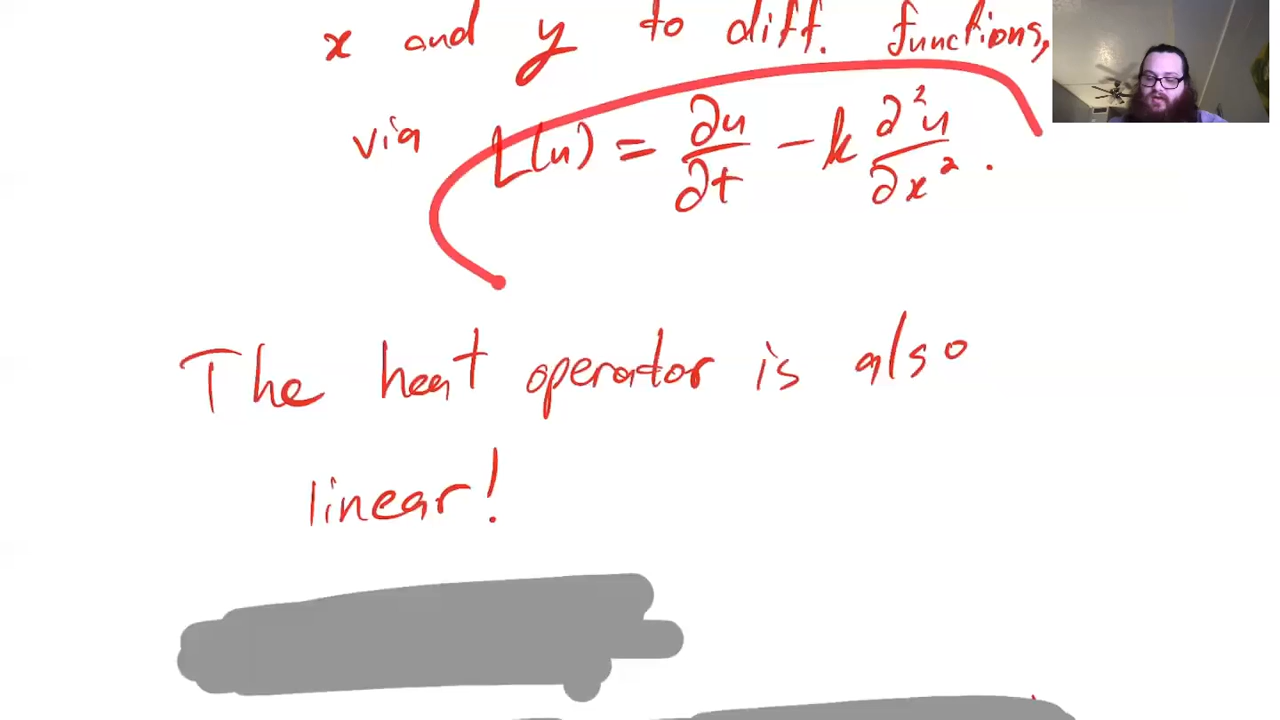 x and y to diff. functions,
via L(u) = ∂u/∂t - k ∂²u/∂x² .
The heat operator is also
linear!